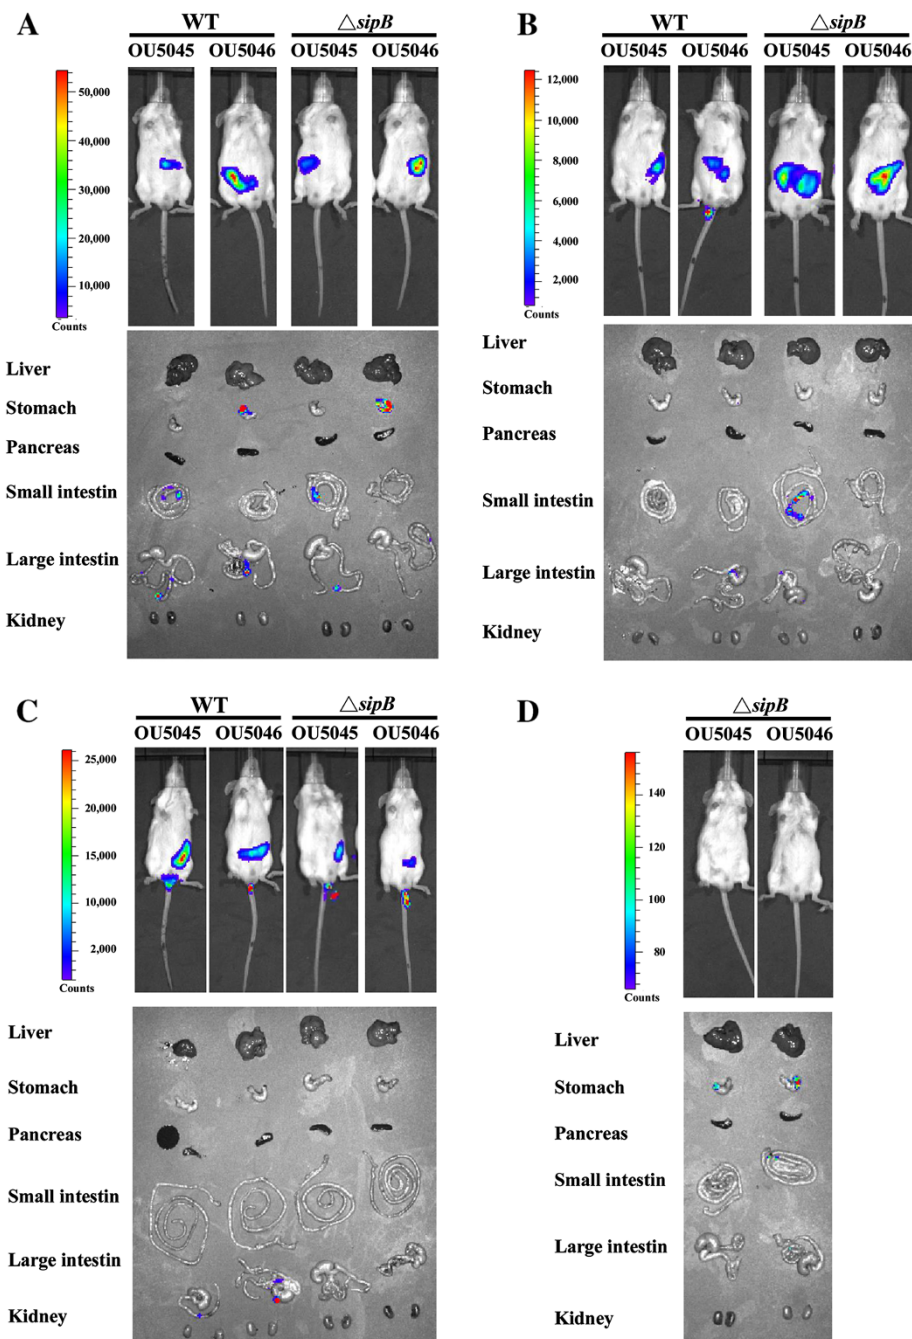 A
WT
△sipB
OU5045 OU5046 OU5045 OU5046
50,000
40,000
30,000
20,000
10,000
Counts
Liver
Stomach
Pancreas
Small intestin
Large intestin
Kidney
B
WT
△sipB
OU5045 OU5046 OU5045 OU5046
12,000
10,000
8,000
6,000
4,000
2,000
Counts
Liver
Stomach
Pancreas
Small intestin
Large intestin
Kidney
C
WT
△sipB
OU5045 OU5046 OU5045 OU5046
25,000
20,000
15,000
10,000
2,000
Counts
Liver
Stomach
Pancreas
Small intestin
Large intestin
Kidney
D
△sipB
OU5045 OU5046
140
120
100
80
Counts
Liver
Stomach
Pancreas
Small intestin
Large intestin
Kidney